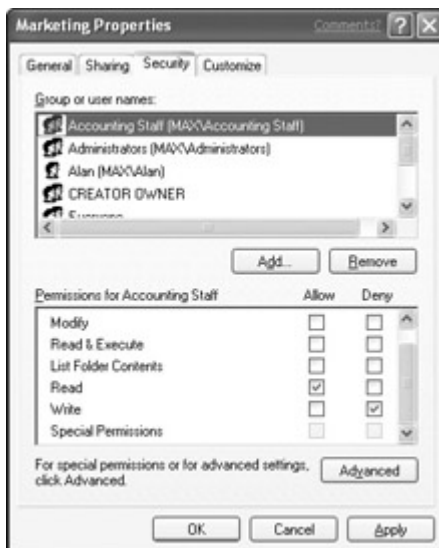 Marketing Properties Comments? ? X
General Sharing Security Customize
Group or user names:
Accounting Staff (MAX\Accounting Staff)
Administrators (MAX\Administrators)
Alan (MAX\Alan)
CREATOR OWNER
Everyone
Add... Remove
Permissions for Accounting Staff Allow Deny
Modify
Read & Execute
List Folder Contents
Read
Write
Special Permissions
For special permissions or for advanced settings, Advanced
click Advanced.
OK Cancel Apply